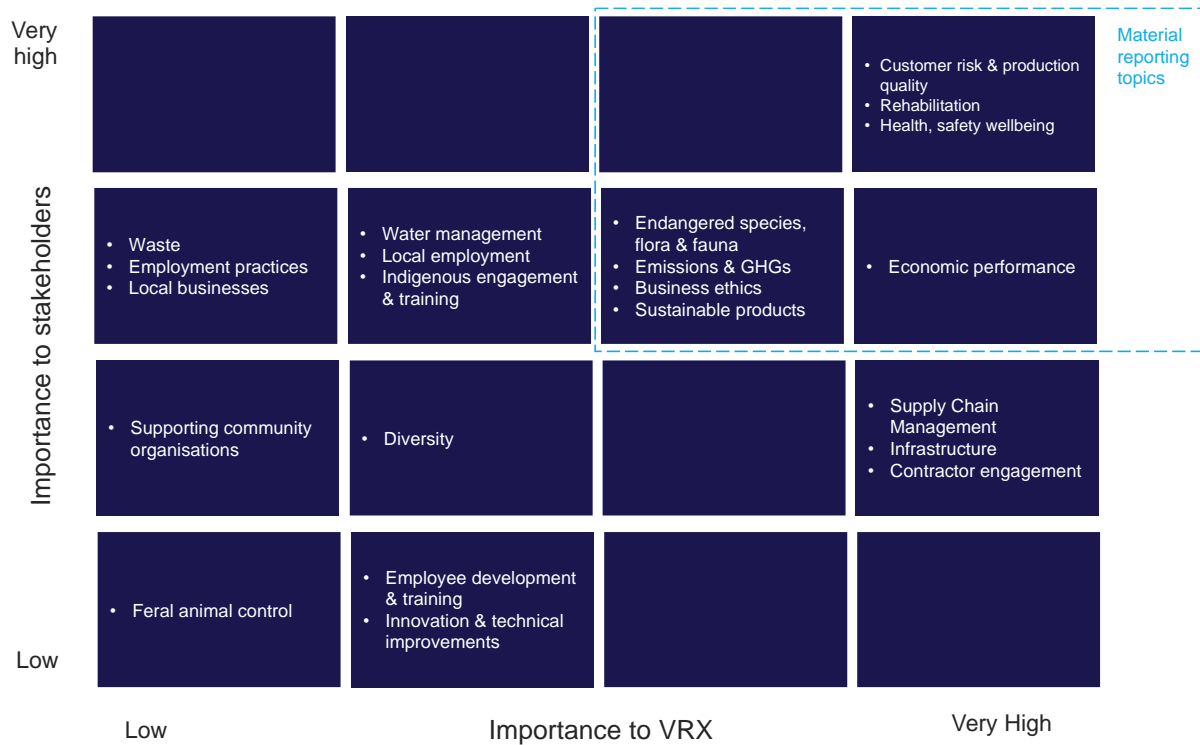 Very
high
Material
reporting
topics
• Customer risk & production
quality
• Rehabilitation
• Health, safety wellbeing
Importance to stakeholders
• Waste
• Employment practices
• Local businesses
• Water management
• Local employment
• Indigenous engagement
& training
• Endangered species,
flora & fauna
• Emissions & GHGs
• Business ethics
• Sustainable products
• Economic performance
• Supporting community
organisations
• Diversity
• Supply Chain
Management
• Infrastructure
• Contractor engagement
• Feral animal control
• Employee development
& training
• Innovation & technical
improvements
Low
Low
Importance to VRX
Very High